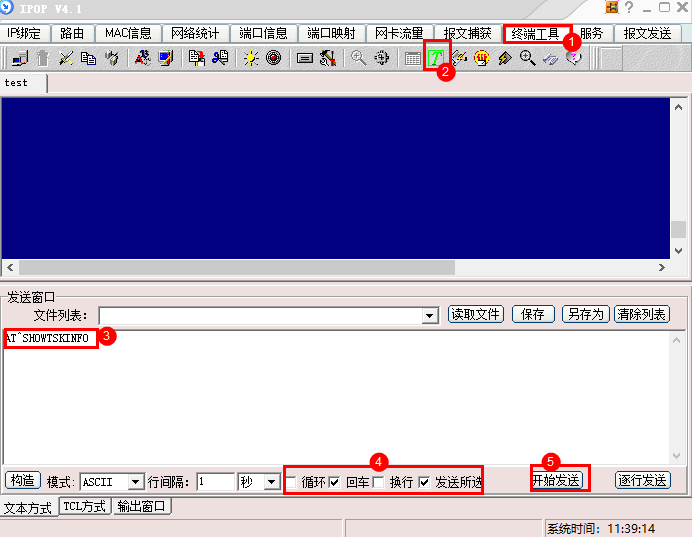 IPOP V4.1
IP绑定 路由 MAC信息 网络统计 端口信息 端口映射 网卡流量 报文捕获 终端工具 服务 报文发送
1
2
test
发送窗口
文件列表： 读取文件 保存 另存为 清除列表
AT^SHOWTSKINFO 3
4 5
构造 模式: ASCII 行间隔: 1 秒 循环 回车 换行 发送所选 开始发送 逐行发送
文本方式 TCL方式 输出窗口
系统时间: 11:39:14